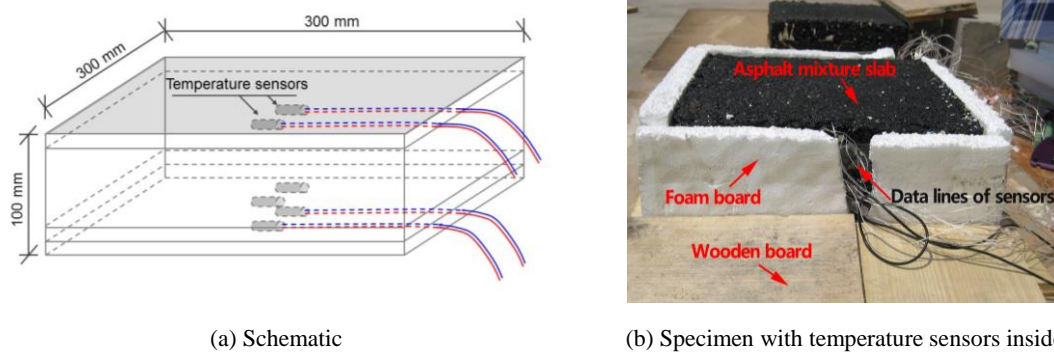 300 mm
300 mm
Temperature sensors
100 mm
Asphalt mixture slab
Foam board
Data lines of sensors
Wooden board
(a) Schematic
(b) Specimen with temperature sensors inside